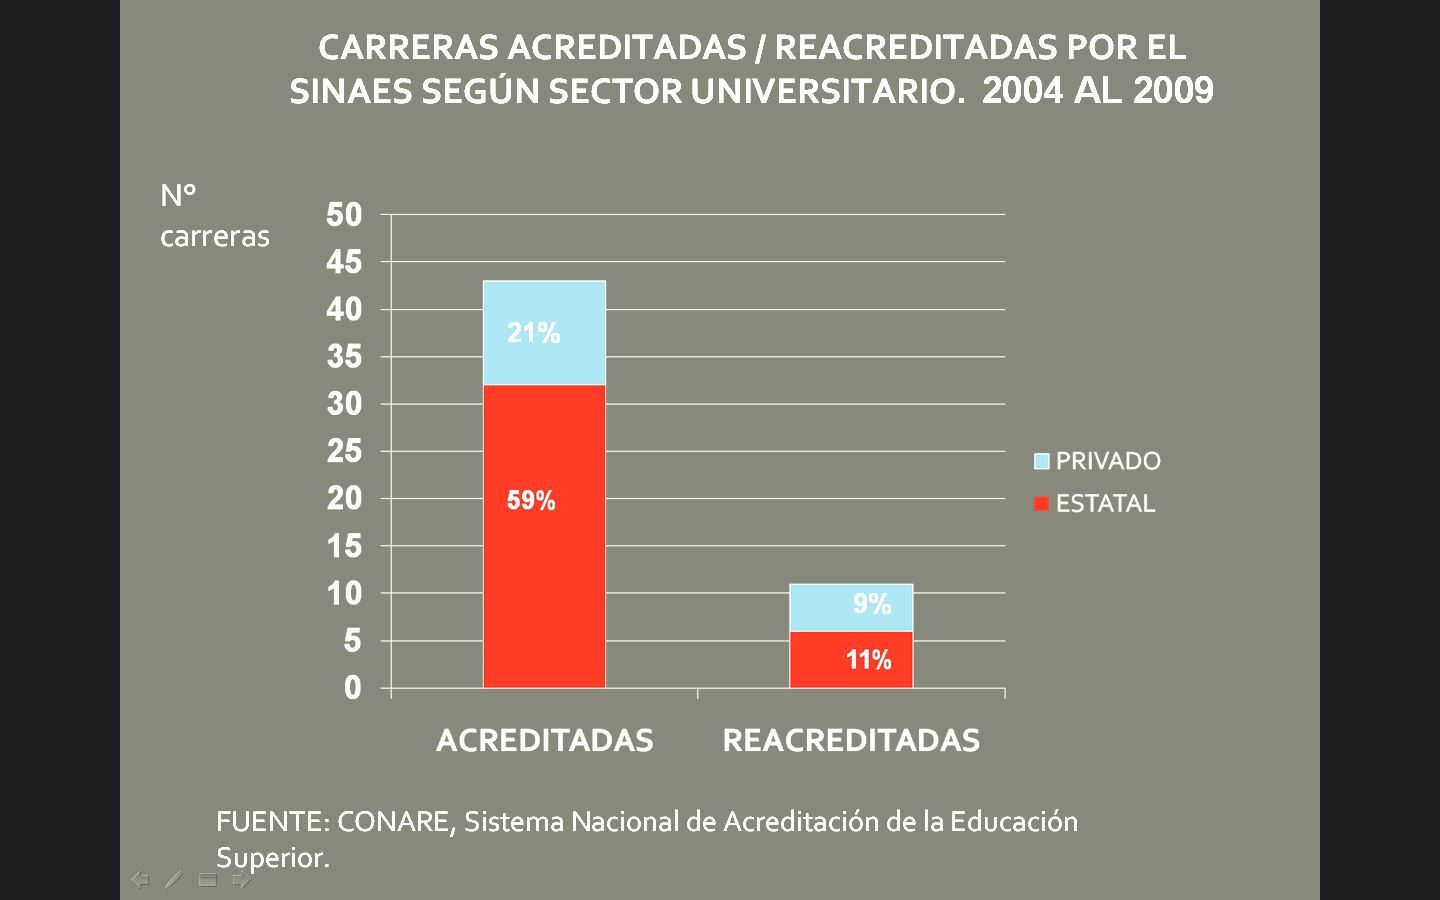 CARRERAS ACREDITADAS / REACREDITADAS POR EL
SINAES SEGÚN SECTOR UNIVERSITARIO. 2004 AL 2009
Nº
carreras
50
45
40
35
30
25
20
15
10
5
0
21%
59%
9%
11%
PRIVADO
ESTATAL
ACREDITADAS
REACREDITADAS
FUENTE: CONARE, Sistema Nacional de Acreditación de la Educación
Superior.